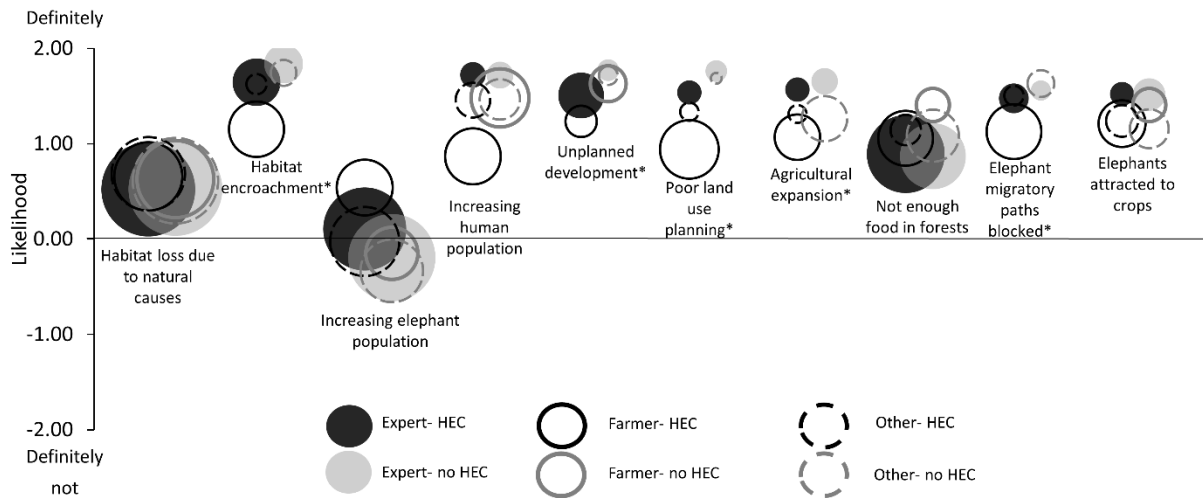 Definitely
2.00
1.00
0.00
-1.00
-2.00
Definitely
not
Likelihood
Habitat loss due to
natural
causes
Habitat
encroachment*
Increasing elephant
population
Increasing
human
population
Unplanned
development*
Poor land
use
planning*
Agricultural
expansion*
Not enough
food in forests
Elephant
migratory
paths
blocked*
Elephants
attracted to
crops
Expert- HEC
Farmer- HEC
Other- HEC
Expert- no HEC
Farmer- no HEC
Other- no HEC